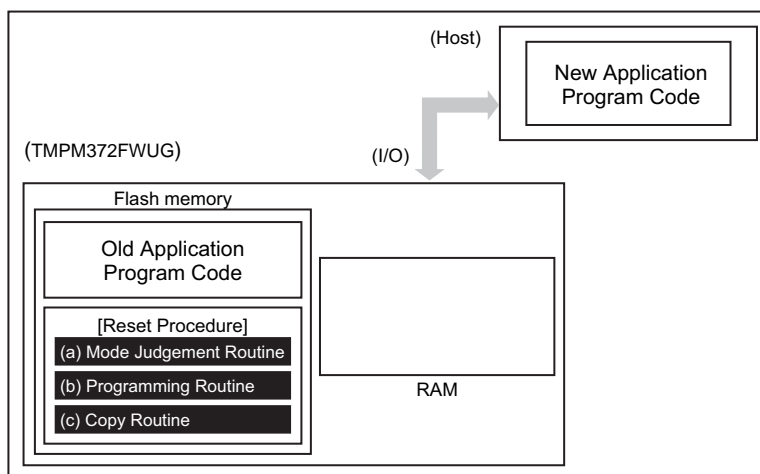 (Host)
New Application
Program Code
(TMPM372FWUG)
(I/O)
Flash memory
Old Application
Program Code
[Reset Procedure]
(a) Mode Judgement Routine
(b) Programming Routine
(c) Copy Routine
RAM